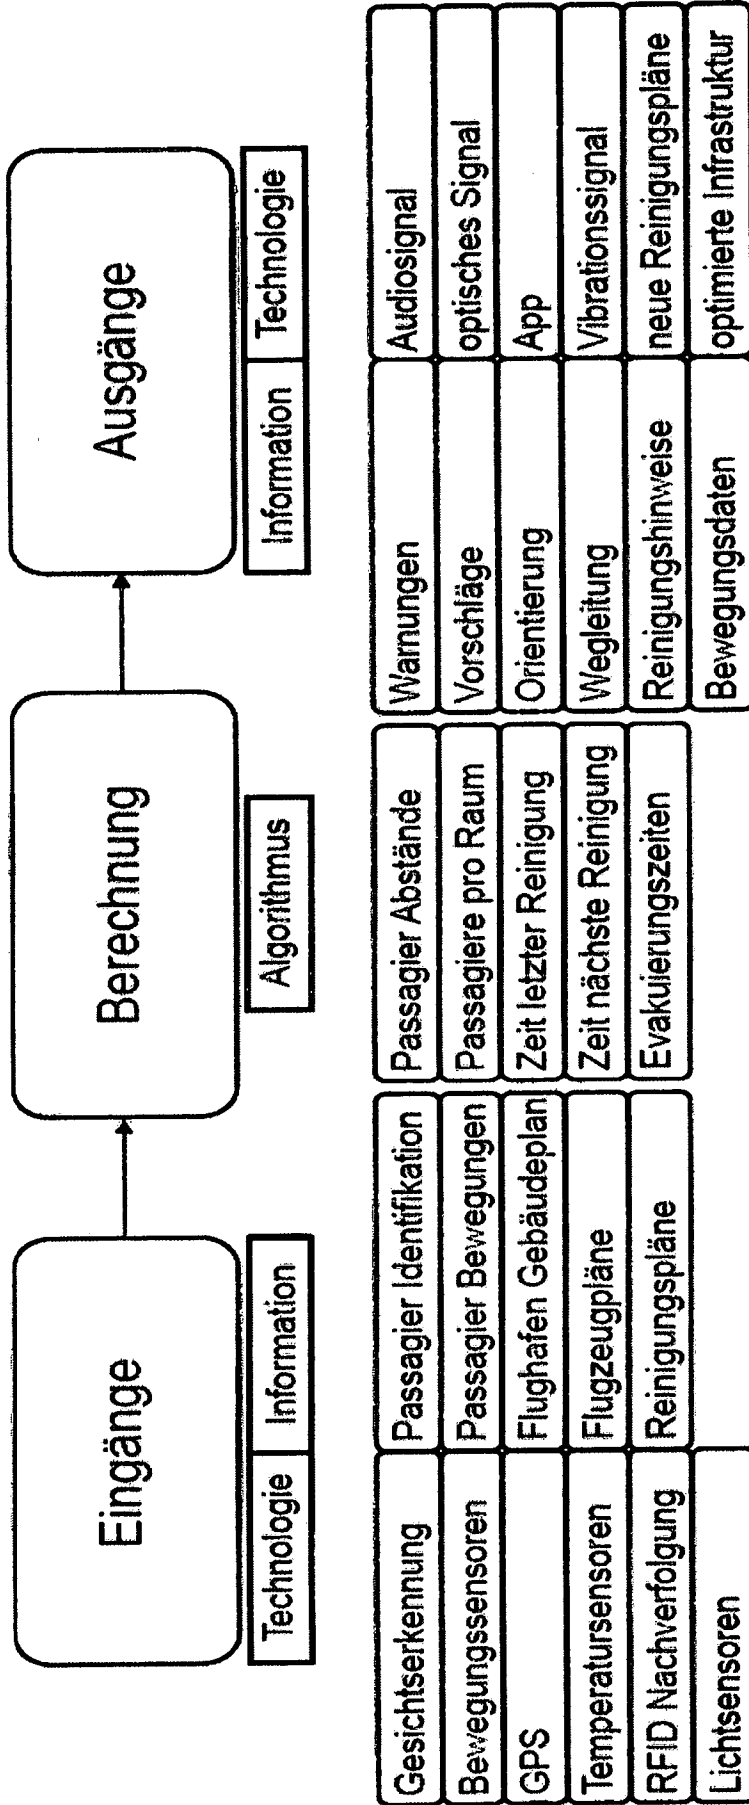 Eingänge
Berechnung
Ausgänge
Technologie
Information
Algorithmus
Information
Technologie
Gesichtserkennung
Passagier Identifikation
Passagier Abstände
Warnungen
Audiosignal
Bewegungssensoren
Passagier Bewegungen
Passagiere pro Raum
Vorschläge
optisches Signal
GPS
Flughafen Gebäudeplan
Zeit letzter Reinigung
Orientierung
App
Temperatursensoren
Flugzeugpläne
Zeit nächste Reinigung
Wegleitung
Vibrationssignal
RFID Nachverfolgung
Reinigungspläne
Evakuierungszeiten
Reinigungshinweise
neue Reinigungspläne
Lichtsensoren
Bewegungsdaten
optimierte Infrastruktur